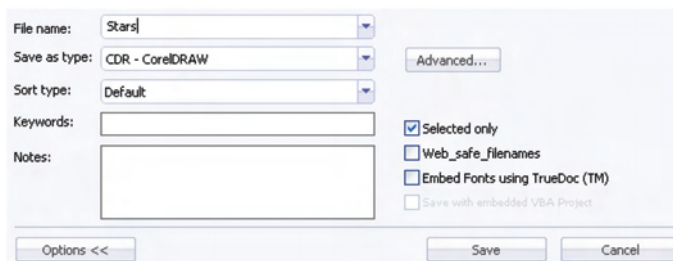 File name: Stars
Save as type: CDR - CorelDRAW
Advanced...
Sort type: Default
Keywords:
Selected only
Notes:
Web_safe_filenames
Embed Fonts using TrueDoc (TM)
Save with embedded VBA Project
Options << Save Cancel